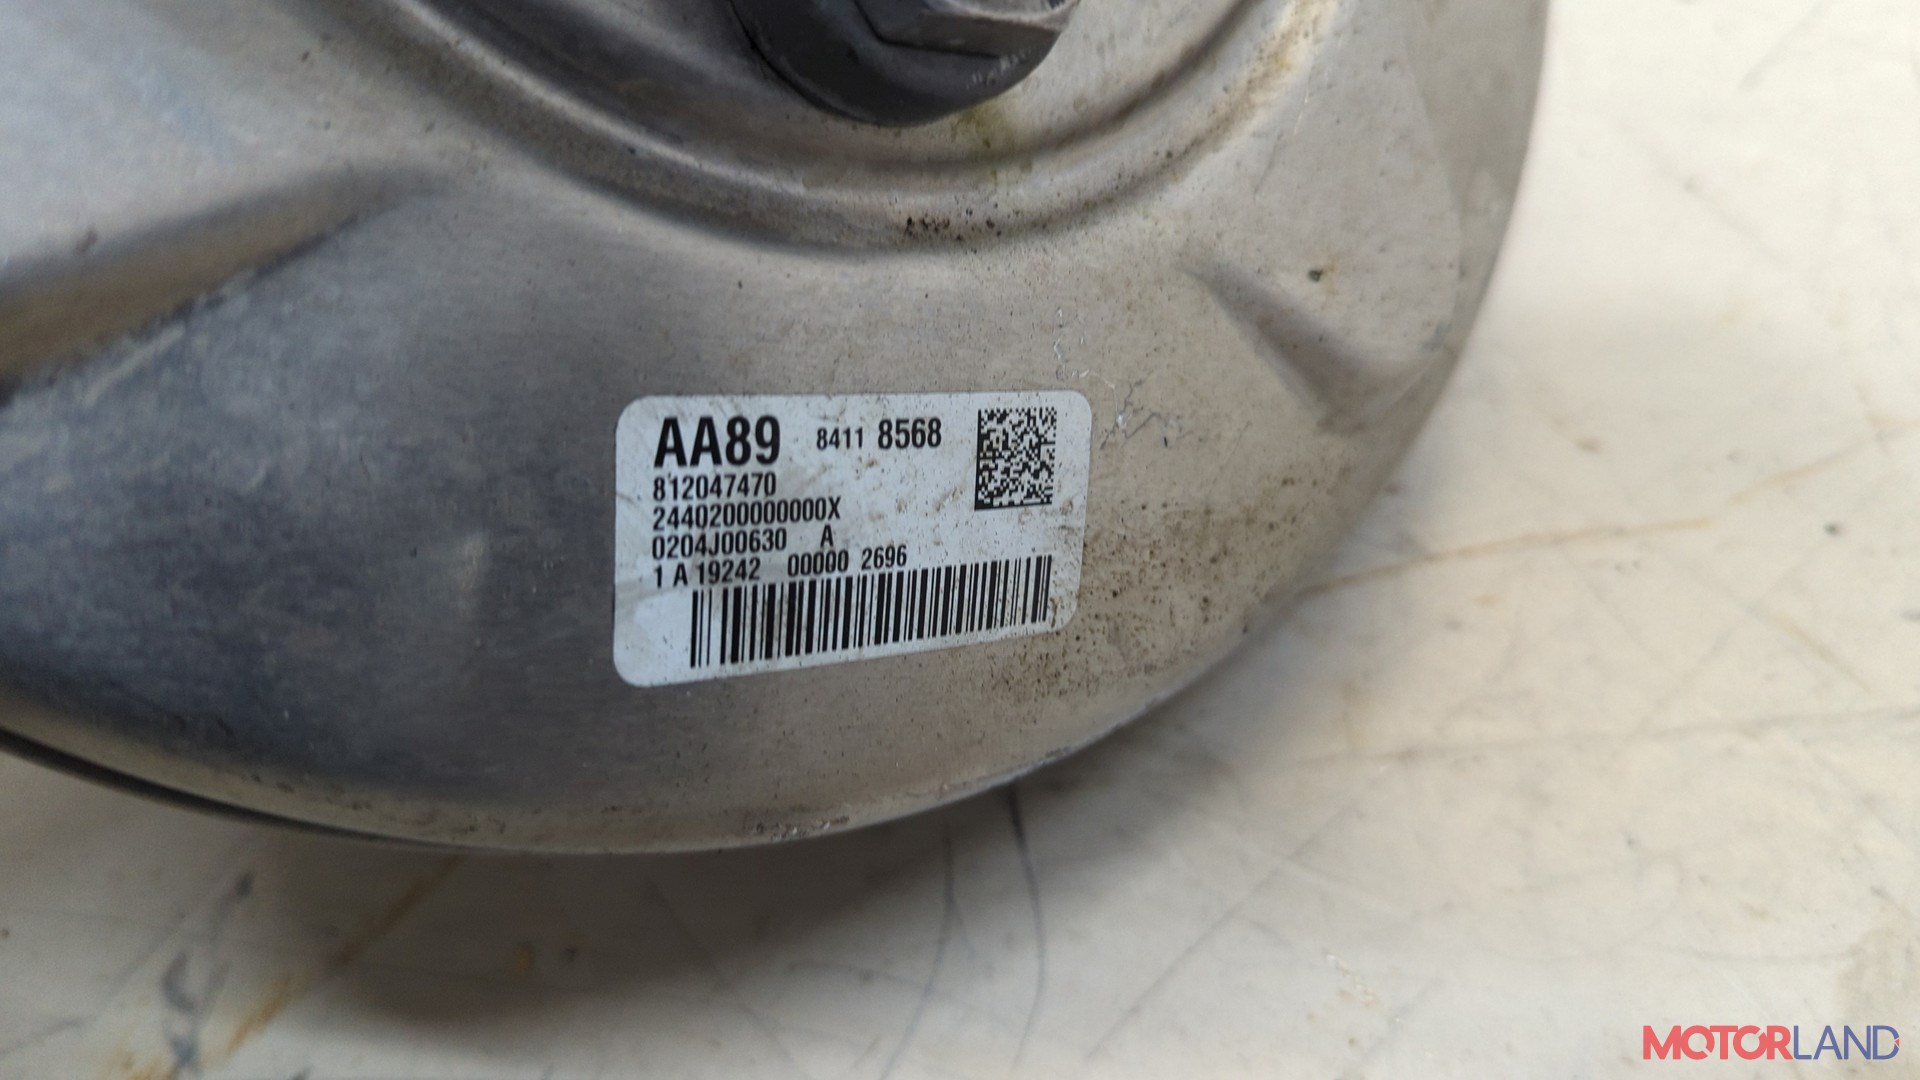 AA89 8411 8568
812047470
2440200000000X
0204J00630 A
1 A 19242 00000 2696
MOTORLAND